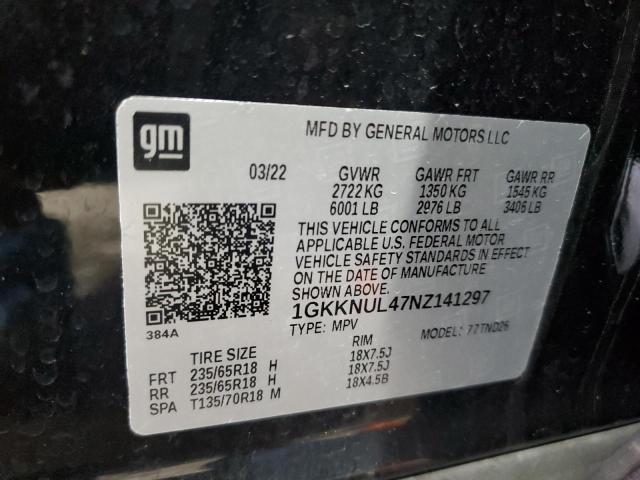 gm
MFD BY GENERAL MOTORS LLC
03/22 GVWR GAWR FRT GAWR RR
2722 KG 1350 KG 1545 KG
6001 LB 2976 LB 3406 LB
THIS VEHICLE CONFORMS TO ALL
APPLICABLE U.S. FEDERAL MOTOR
VEHICLE SAFETY STANDARDS IN EFFECT
ON THE DATE OF MANUFACTURE
SHOWN ABOVE.
384A
1GKKNUL47NZ141297
TYPE: MPV MODEL: 77TND26
TIRE SIZE RIM
FRT 235/65R18 H 18X7.5J
RR 235/65R18 H 18X7.5J
SPA T135/70R18 M 18X4.5B